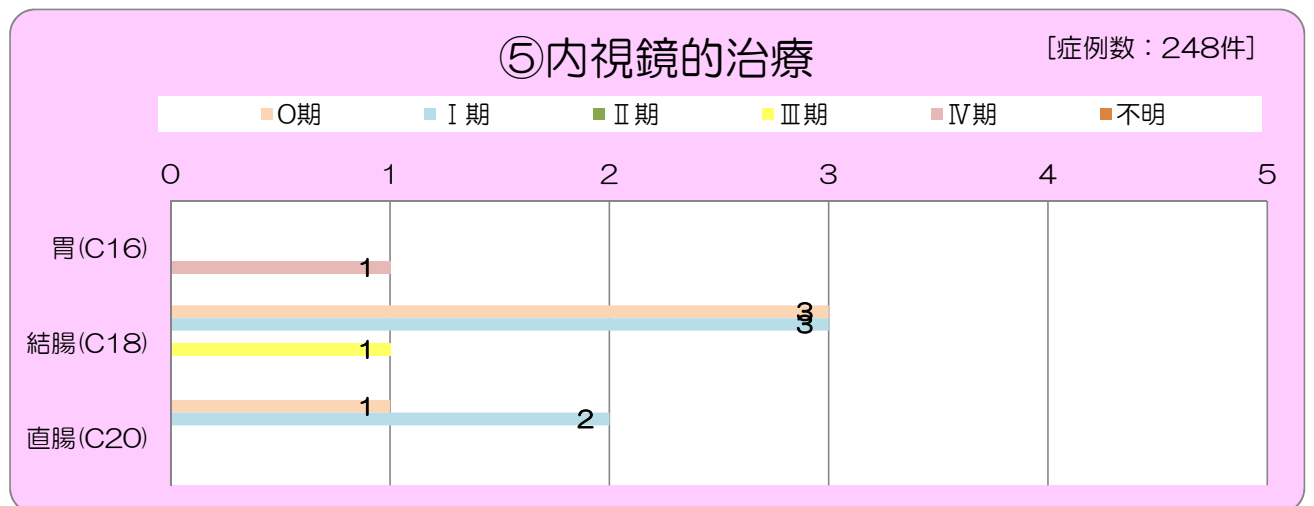 ⑤内視鏡的治療
[症例数：248件]
0期 Ⅰ期 Ⅱ期 Ⅲ期 Ⅳ期 不明
0 1 2 3 4 5
胃(C16)
1
3
3
結腸(C18)
1
1
2
直腸(C20)